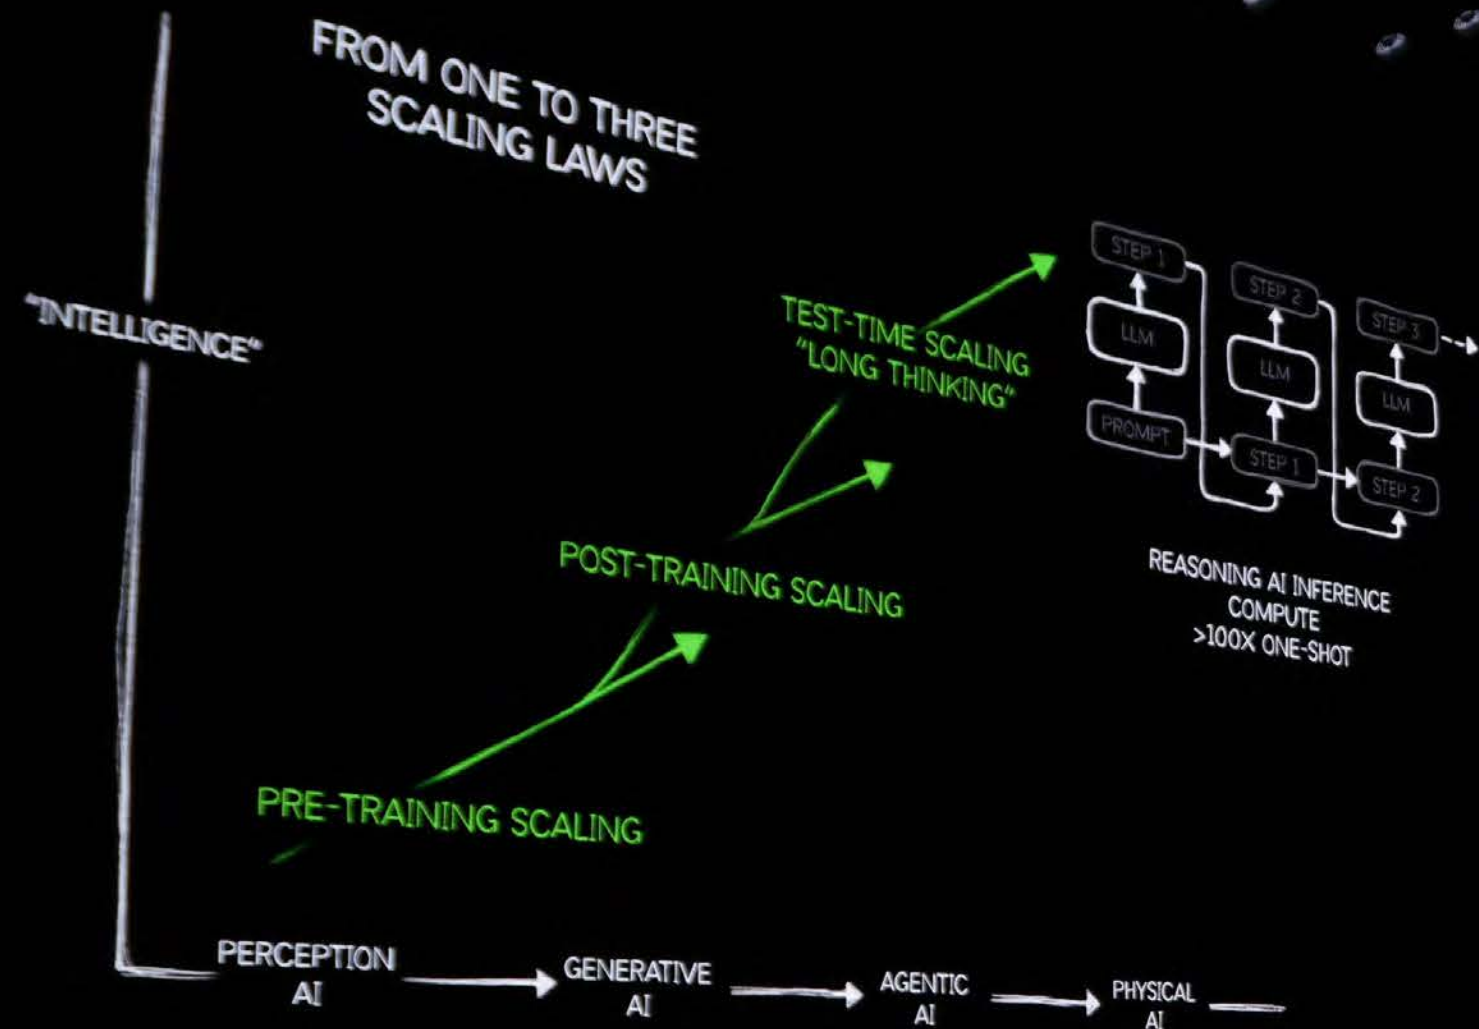 FROM ONE TO THREE
SCALING LAWS
"INTELLIGENCE"
TEST-TIME SCALING
"LONG THINKING"
POST-TRAINING SCALING
PRE-TRAINING SCALING
STEP 1
STEP 2
STEP 3
LLM
LLM
LLM
PROMPT
STEP 1
STEP 2
REASONING AI INFERENCE
COMPUTE
>100X ONE-SHOT
PERCEPTION
AI
GENERATIVE
AI
AGENTIC
AI
PHYSICAL
AI